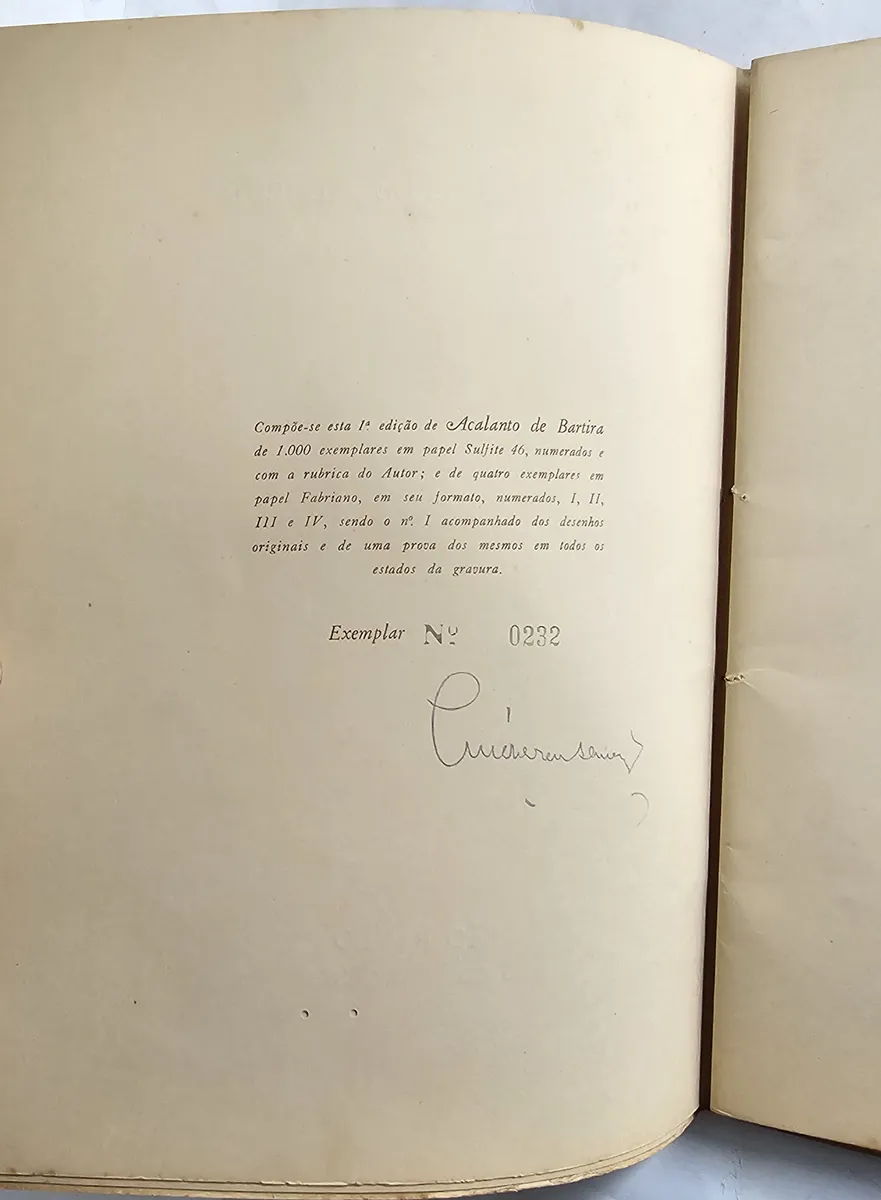 Compõe-se esta 1ª edição de Acalanto de Bartira
de 1.000 exemplares em papel Sulfite 46, numerados e
com a rubrica do Autor; e de quatro exemplares em
papel Fabriano, em seu formato, numerados, I, II,
III e IV, sendo o nº. I acompanhado dos desenhos
originais e de uma prova dos mesmos em todos os
estados da gravura.
Exemplar Nº 0232